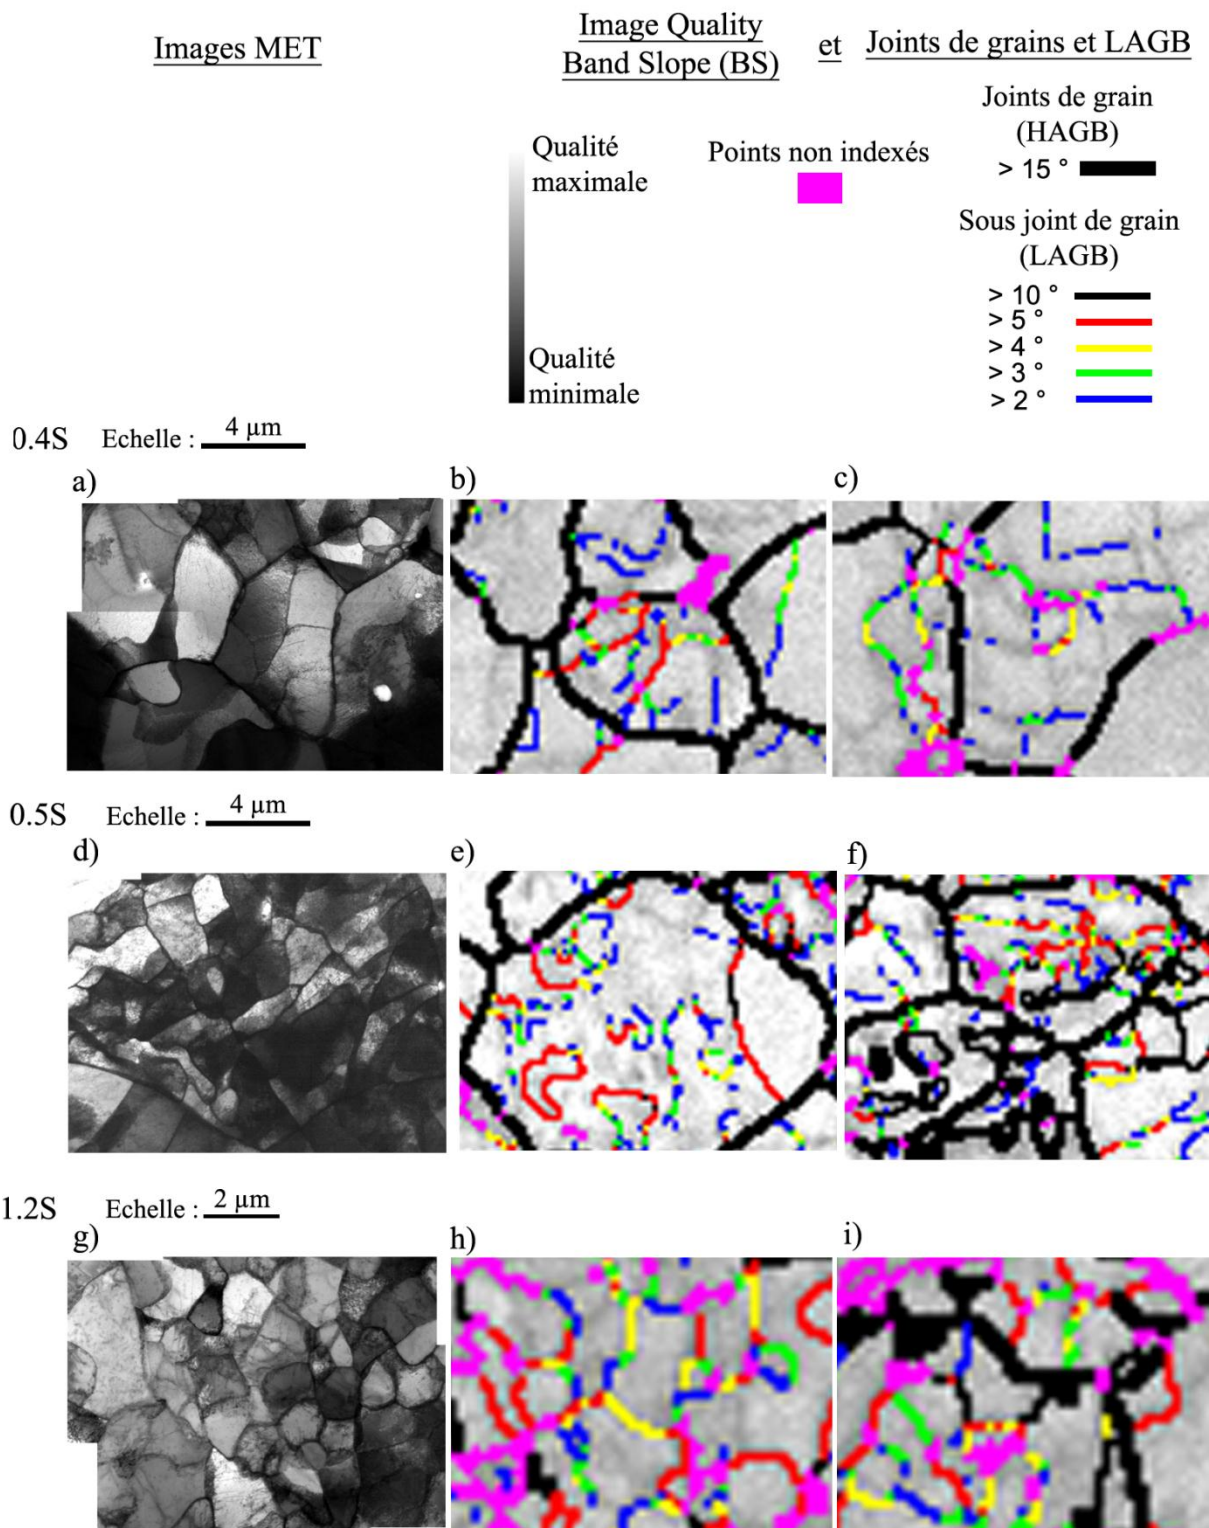 Images MET
Image Quality
Band Slope (BS)
et
Joints de grains et LAGB
Qualité
maximale
Qualité
minimale
Points non indexés
Joints de grain
(HAGB)
> 15 °
Sous joint de grain
(LAGB)
> 10 °
> 5 °
> 4 °
> 3 °
> 2 °
0.4S Echelle : 4 µm
a)
b)
c)
0.5S Echelle : 4 µm
d)
e)
f)
1.2S Echelle : 2 µm
g)
h)
i)